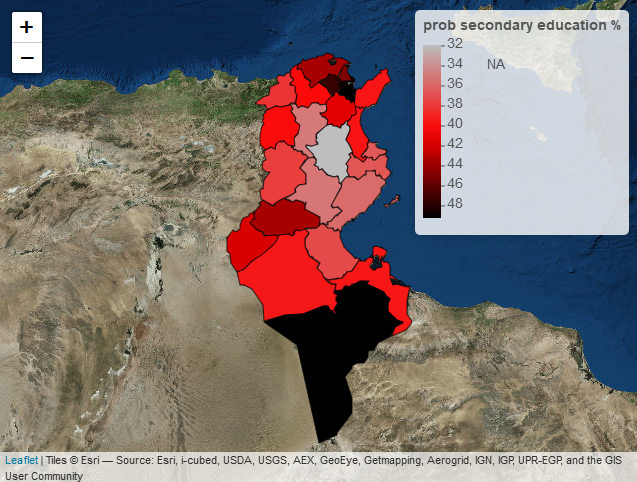 +
−
prob secondary education %
32
34
NA
36
38
40
42
44
46
48
Leaflet | Tiles © Esri — Source: Esri, i-cubed, USDA, USGS, AEX, GeoEye, Getmapping, Aerogrid, IGN, IGP, UPR-EGP, and the GIS
User Community